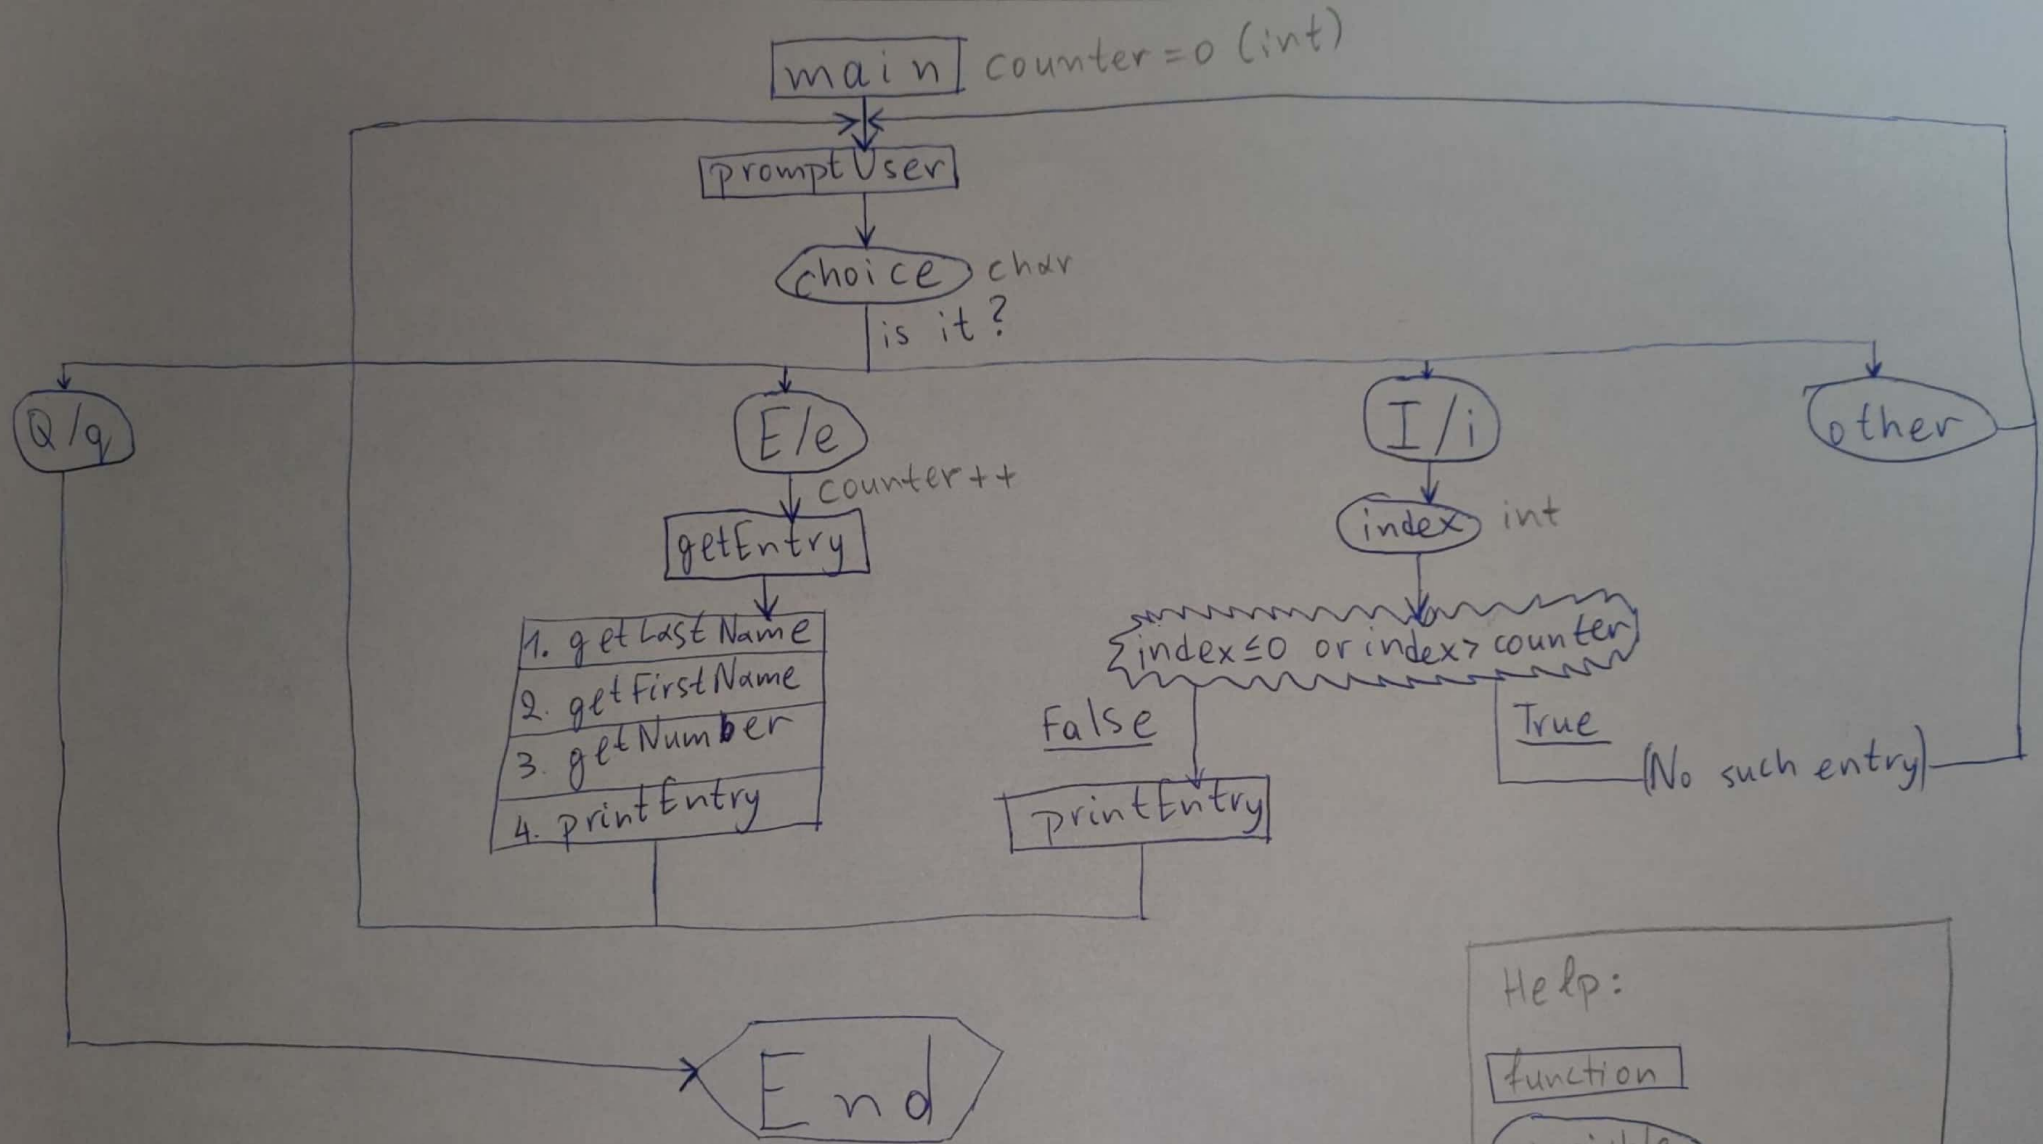 main counter=0 (int)
promptUser
choice char
is it?
Q/q
E/e
I/i
other
counter++
getEntry
index int
1. getLastName
2. getFirstName
3. getNumber
4. printEntry
index≤0 or index>counter
False
True
(No such entry)
printEntry
End
Help:
function